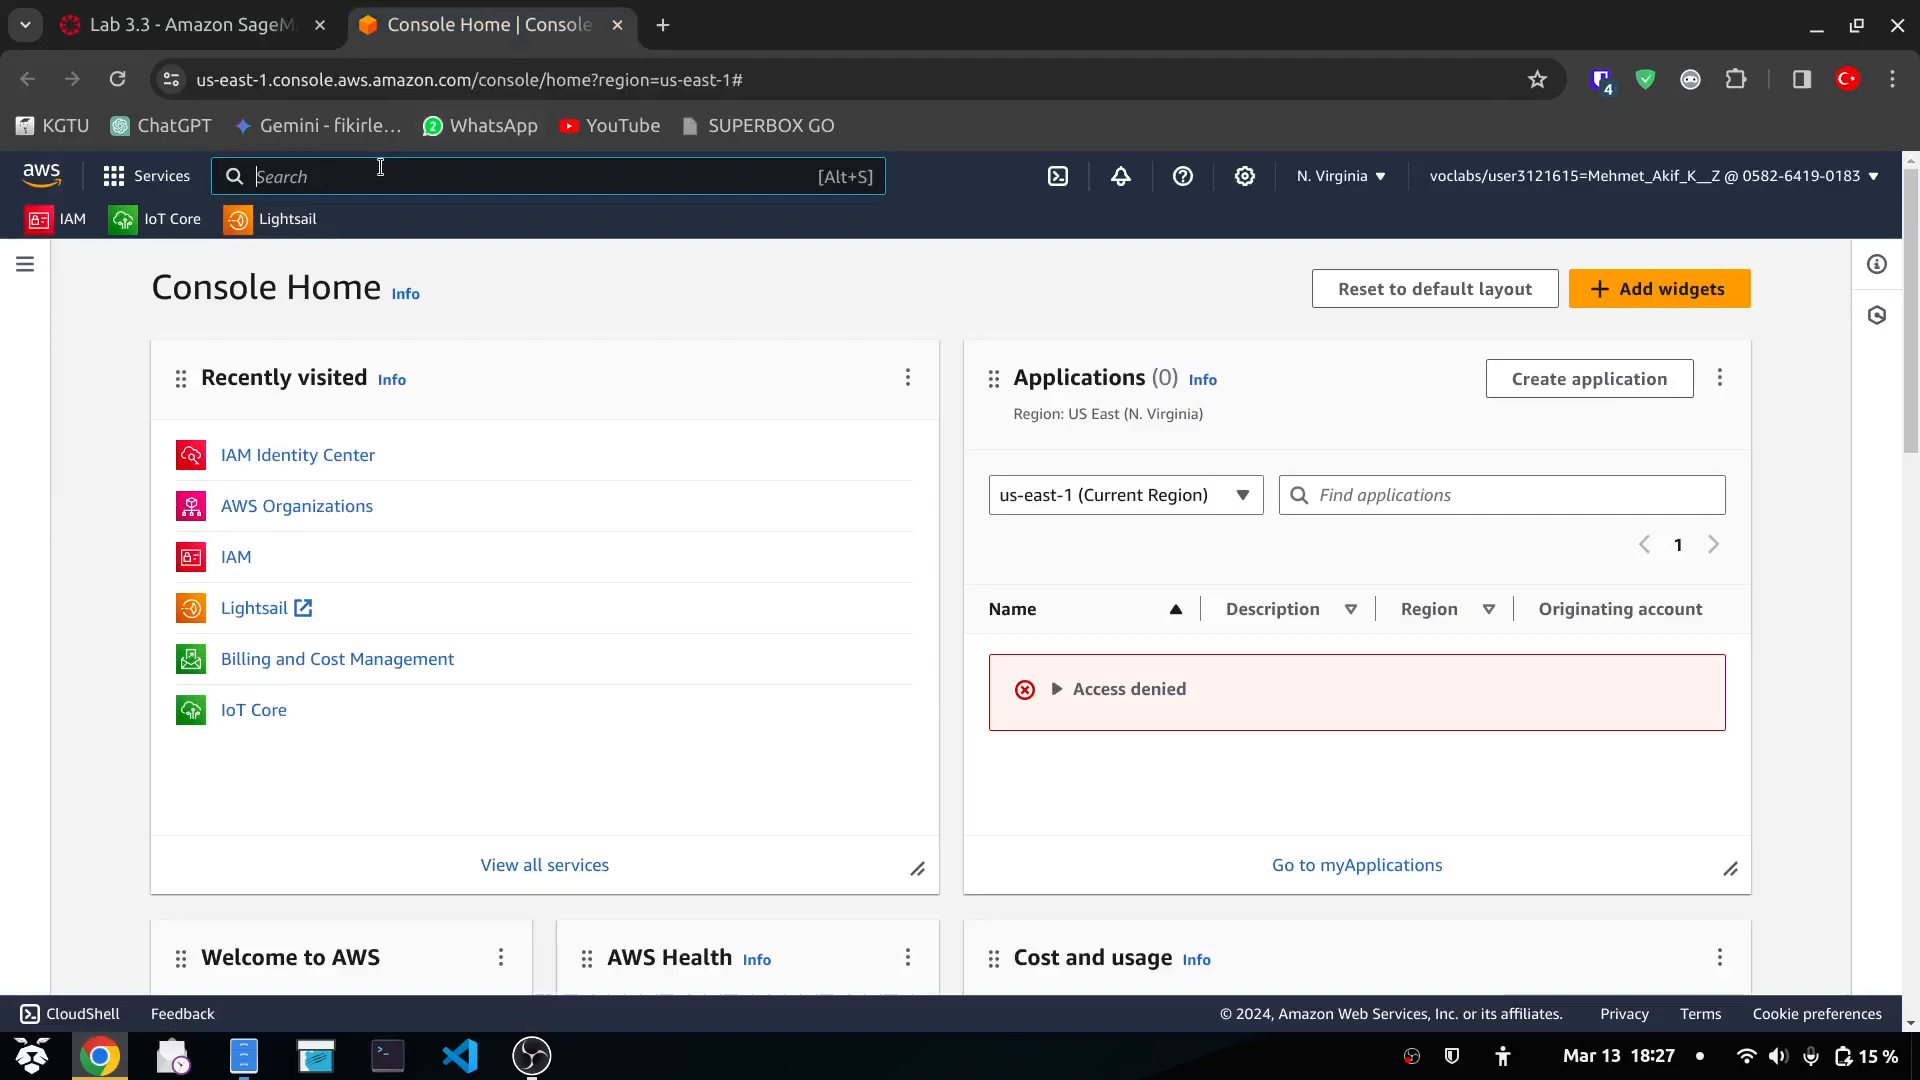 Lab 3.3 - Amazon SageM
Console Home | Console
us-east-1.console.aws.amazon.com/console/home?region=us-east-1#
4
KGTU
ChatGPT
Gemini - fikirle...
2
WhatsApp
YouTube
SUPERBOX GO
aws
Services
Search
[Alt+S]
N. Virginia
voclabs/user3121615=Mehmet_Akif_K__Z @ 0582-6419-0183
IAM
IoT Core
Lightsail
Console Home Info
Reset to default layout
Add widgets
Recently visited Info
IAM Identity Center
AWS Organizations
IAM
Lightsail
Billing and Cost Management
IoT Core
View all services
Applications (0) Info
Region: US East (N. Virginia)
Create application
us-east-1 (Current Region)
Find applications
1
Name
Description
Region
Originating account
Access denied
Go to myApplications
Welcome to AWS
AWS Health Info
Cost and usage Info
CloudShell
Feedback
© 2024, Amazon Web Services, Inc. or its affiliates.
Privacy
Terms
Cookie preferences
Mar 13 18:27
15 %